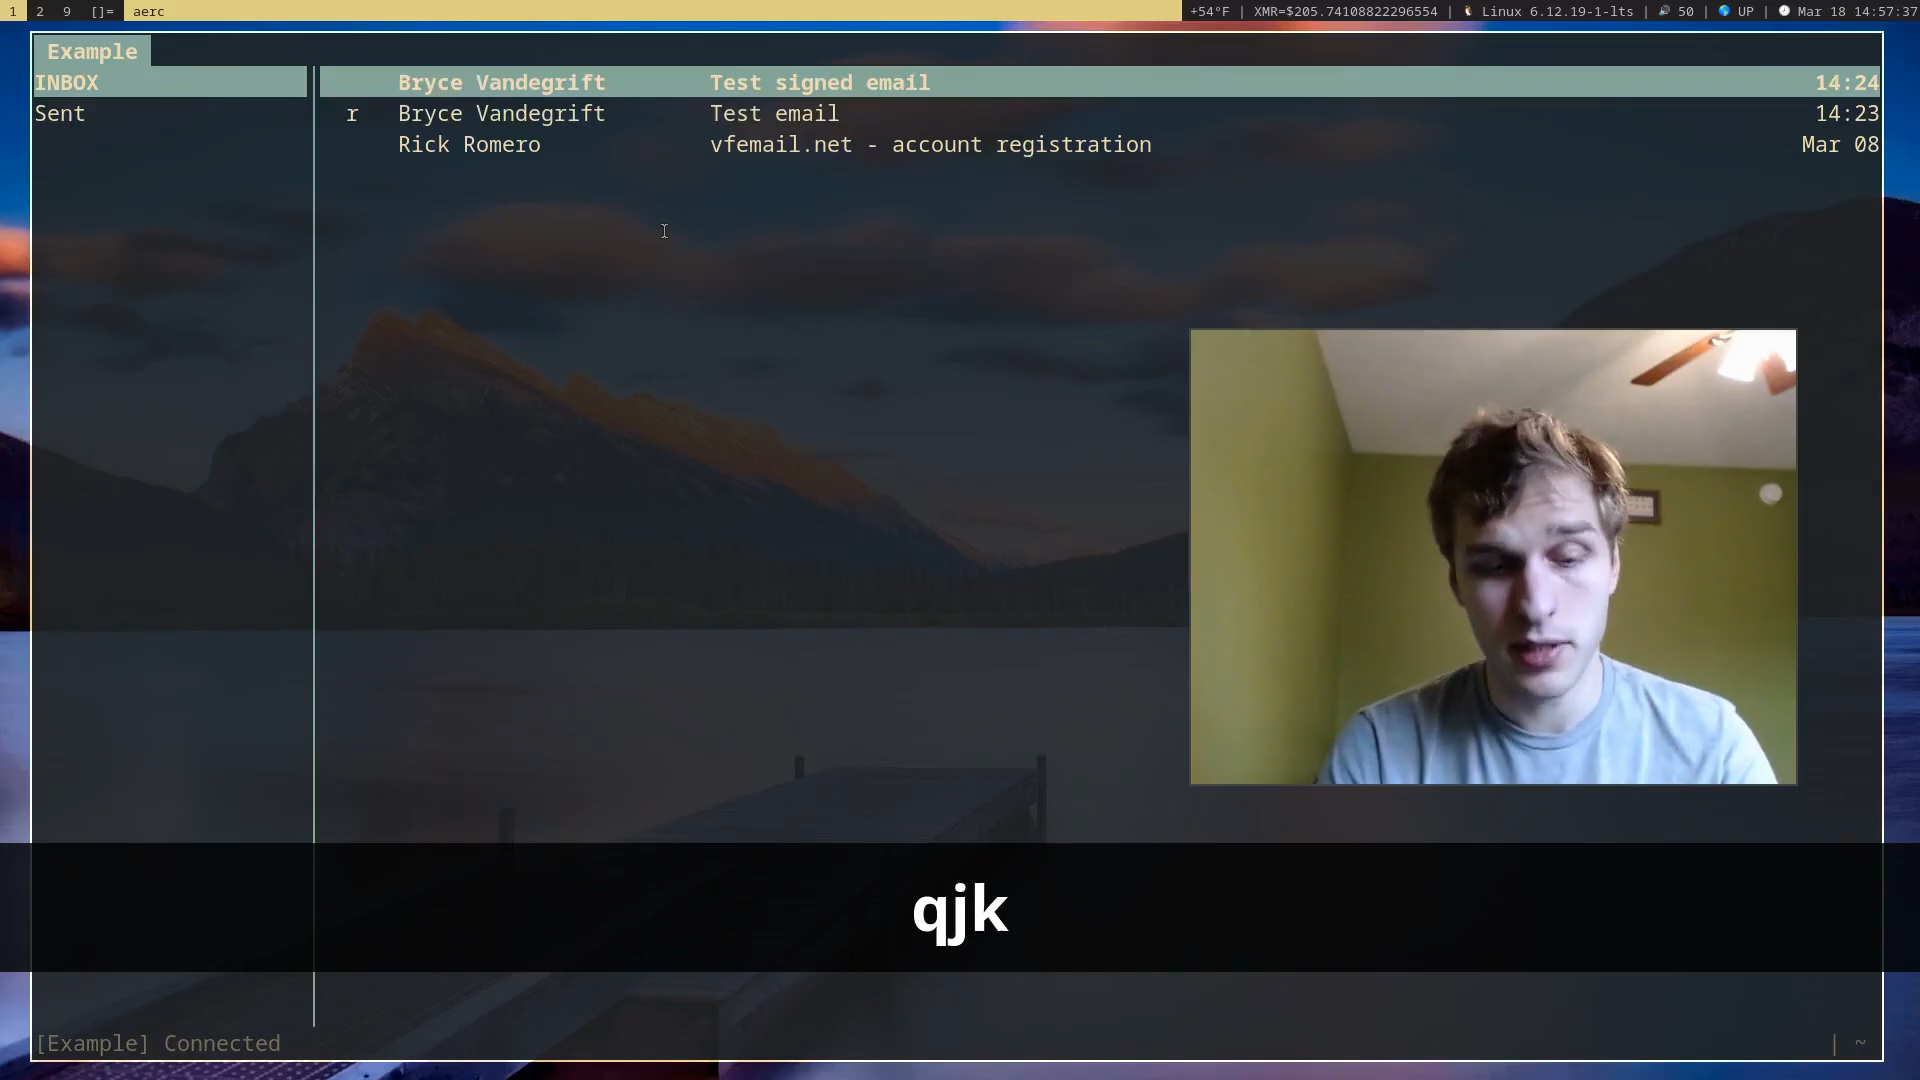 1 2 9 []= aerc +54°F | XMR=$205.74108822296554 | Linux 6.12.19-1-lts | 50 | UP | Mar 18 14:57:37
Example
INBOX Bryce Vandegrift Test signed email 14:24
Sent r Bryce Vandegrift Test email 14:23
Rick Romero vfemail.net - account registration Mar 08
qjk
[Example] Connected | ~